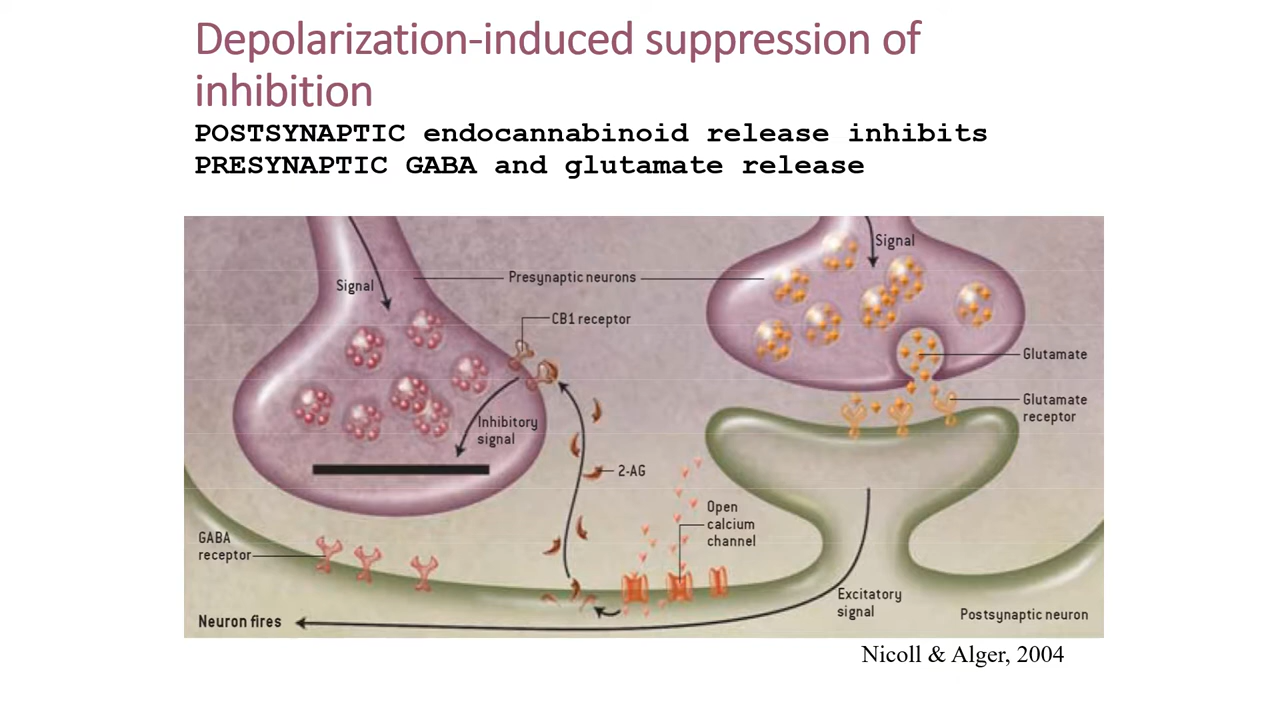 Depolarization-induced suppression of
inhibition
POSTSYNAPTIC endocannabinoid release inhibits
PRESYNAPTIC GABA and glutamate release
Signal
Signal
Presynaptic neurons
CB1 receptor
Glutamate
Glutamate
receptor
Inhibitory
signal
2-AG
Open
calcium
channel
GABA
receptor
Excitatory
signal
Neuron fires
Postsynaptic neuron
Nicoll & Alger, 2004